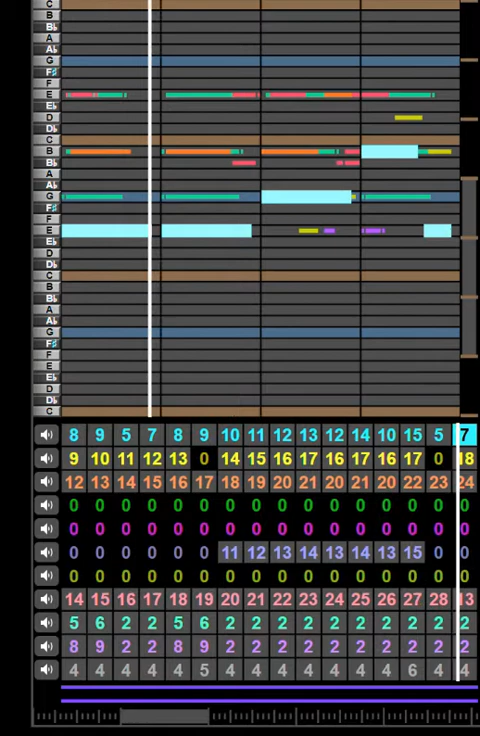 C
B
B♭
A
A♭
G
F♯
F
E
E♭
D
D♭
C
B
B♭
A
A♭
G
F♯
E
E♭
D
D♭
C
B
B♭
A
A♭
G
F♯
F
E
E♭
D
D♭
C
8 9 5 7 8 9 10 11 12 13 12 14 10 15 5 7
9 10 11 12 13 0 14 15 16 17 16 17 16 17 0 18
12 13 14 15 16 17 18 19 20 21 20 21 20 22 23 24
0 0 0 0 0 0 0 0 0 0 0 0 0 0 0 0
0 0 0 0 0 0 0 0 0 0 0 0 0 0 0 0
0 0 0 0 0 0 11 12 13 14 13 14 13 15 0 0
0 0 0 0 0 0 0 0 0 0 0 0 0 0 0 0
14 15 16 17 18 19 20 21 22 23 24 25 26 27 28 13
5 6 2 2 5 6 2 2 2 2 2 2 2 2 2 2
8 9 2 2 8 9 2 2 2 2 2 2 2 2 2 2
4 4 4 4 4 5 4 4 4 4 4 4 4 6 4 4